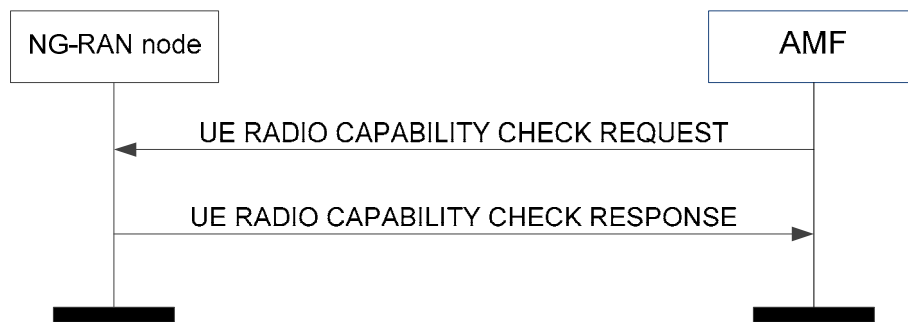 NG-RAN node
AMF
UE RADIO CAPABILITY CHECK REQUEST
UE RADIO CAPABILITY CHECK RESPONSE